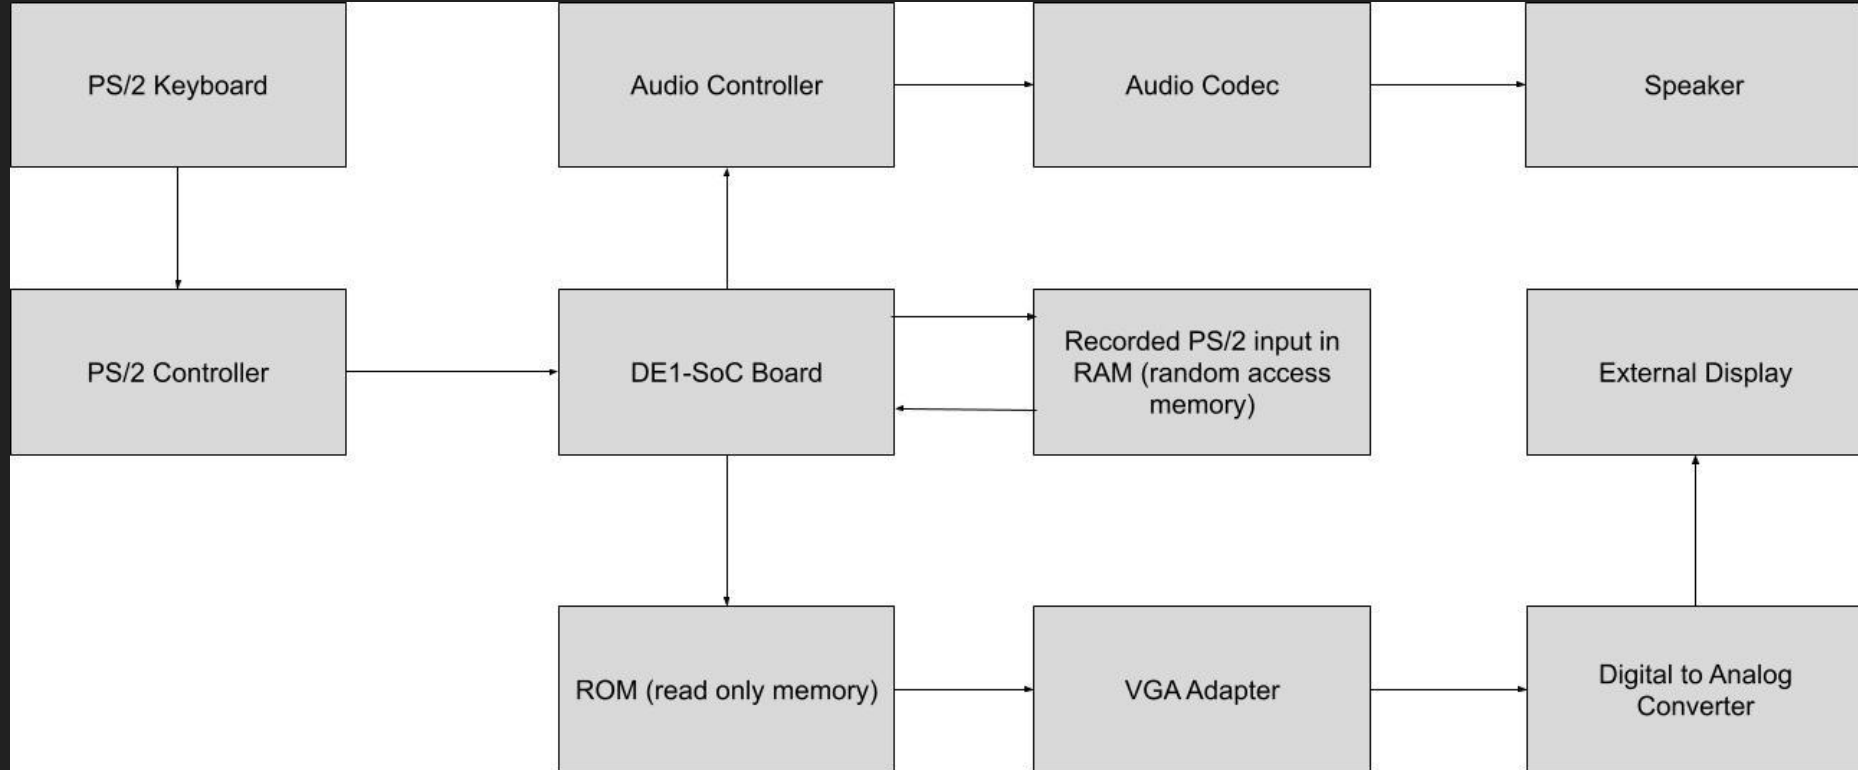 PS/2 Keyboard
Audio Controller
Audio Codec
Speaker
PS/2 Controller
DE1-SoC Board
Recorded PS/2 input in
RAM (random access
memory)
External Display
ROM (read only memory)
VGA Adapter
Digital to Analog
Converter